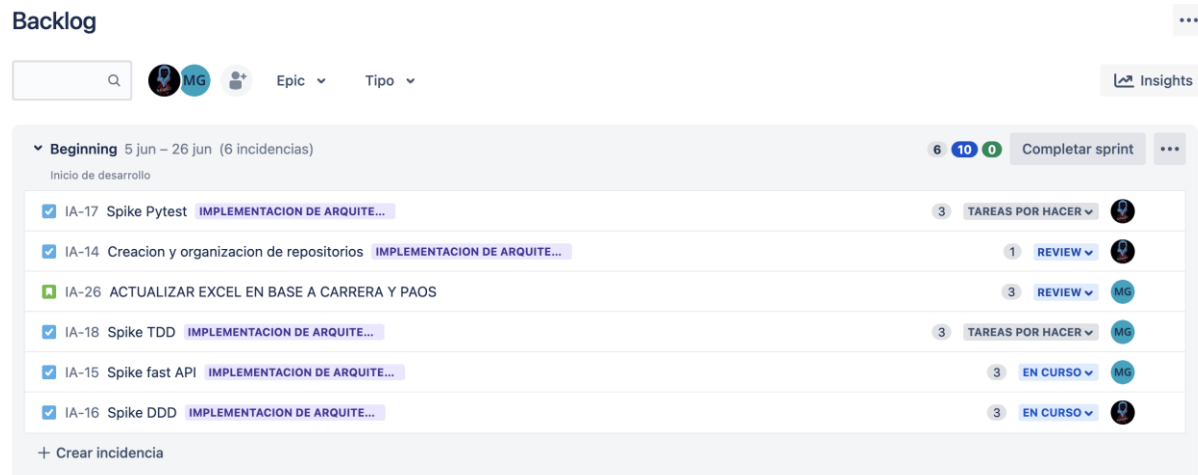 Backlog
MG Epic Tipo Insights
Beginning 5 jun – 26 jun (6 incidencias) 6 10 0 Completar sprint
Inicio de desarrollo
IA-17 Spike Pytest IMPLEMENTACION DE ARQUITE... 3 TAREAS POR HACER
IA-14 Creacion y organizacion de repositorios IMPLEMENTACION DE ARQUITE... 1 REVIEW
IA-26 ACTUALIZAR EXCEL EN BASE A CARRERA Y PAOS 3 REVIEW MG
IA-18 Spike TDD IMPLEMENTACION DE ARQUITE... 3 TAREAS POR HACER MG
IA-15 Spike fast API IMPLEMENTACION DE ARQUITE... 3 EN CURSO MG
IA-16 Spike DDD IMPLEMENTACION DE ARQUITE... 3 EN CURSO
+ Crear incidencia